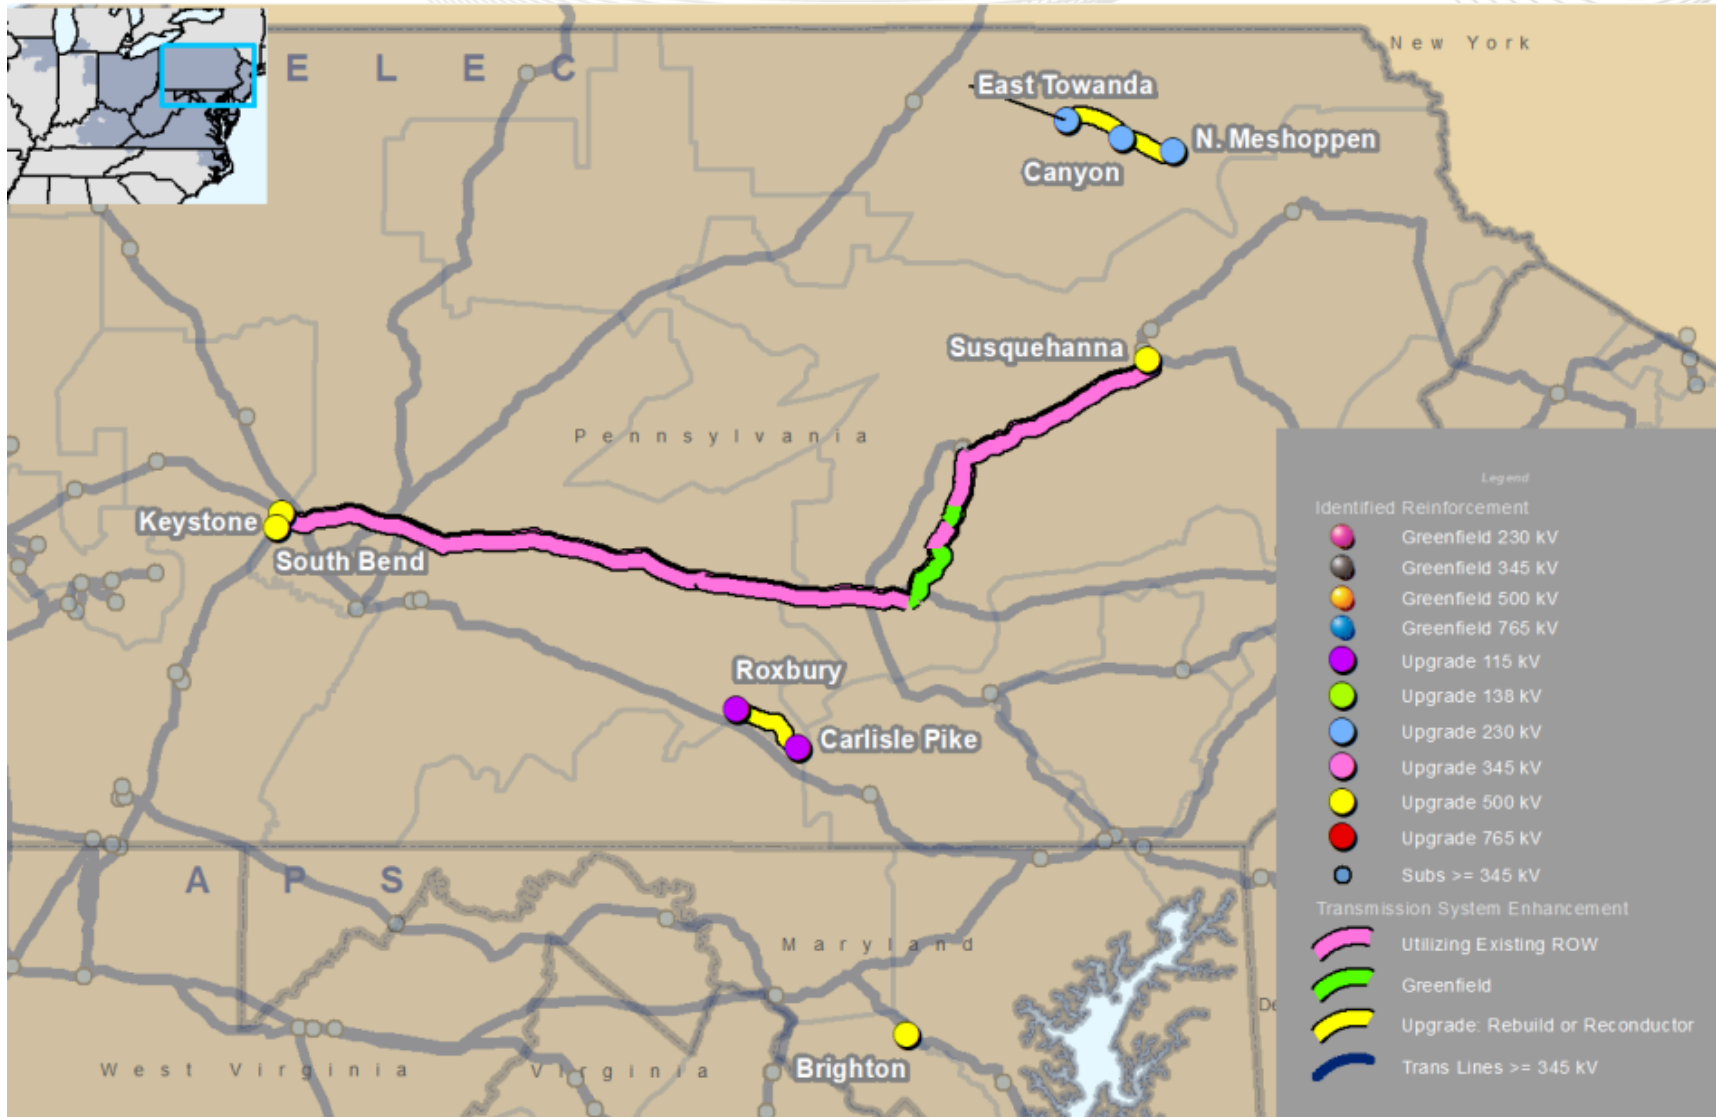 E L E C
New York
East Towanda
N. Meshoppen
Canyon
Susquehanna
Pennsylvania
Keystone
South Bend
Roxbury
Carlisle Pike
A P S
Maryland
West Virginia
Virginia
Brighton
De
Legend
Identified Reinforcement
Greenfield 230 kV
Greenfield 345 kV
Greenfield 500 kV
Greenfield 765 kV
Upgrade 115 kV
Upgrade 138 kV
Upgrade 230 kV
Upgrade 345 kV
Upgrade 500 kV
Upgrade 765 kV
Subs >= 345 kV
Transmission System Enhancement
Utilizing Existing ROW
Greenfield
Upgrade: Rebuild or Reconductor
Trans Lines >= 345 kV